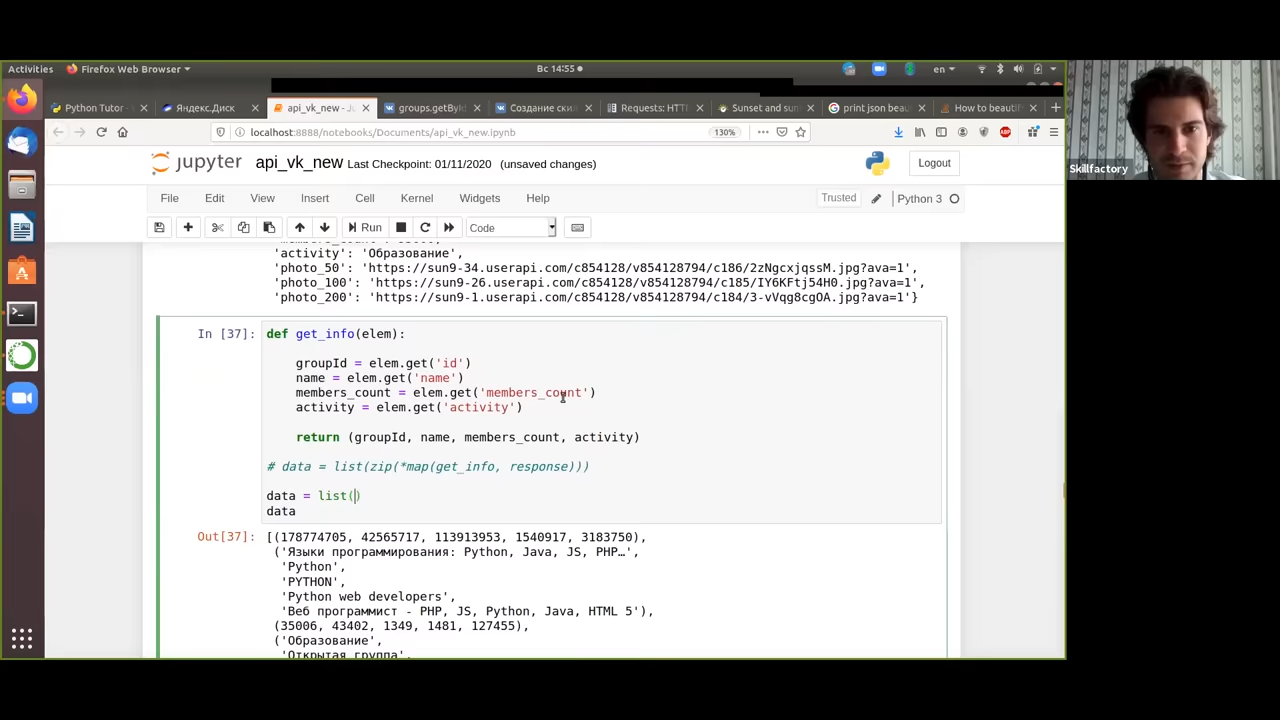 Activities Firefox Web Browser Вс 14:55 en
Python Tutor - Яндекс.Диск api_vk_new - Ju groups.getById Создание ски Requests: HTT Sunset and sun print json beau How to beautif
localhost:8888/notebooks/Documents/api_vk_new.ipynb 130%
jupyter api_vk_new Last Checkpoint: 01/11/2020 (unsaved changes) Logout
File Edit View Insert Cell Kernel Widgets Help Trusted Python 3
Run Code
'activity': 'Образование',
'photo_50': 'https://sun9-34.userapi.com/c854128/v854128794/c186/2zNgcxjqssM.jpg?ava=1',
'photo_100': 'https://sun9-26.userapi.com/c854128/v854128794/c185/IY6KFtj54H0.jpg?ava=1',
'photo_200': 'https://sun9-1.userapi.com/c854128/v854128794/c184/3-vVqg8cgOA.jpg?ava=1'}
In [37]: def get_info(elem):
groupId = elem.get('id')
name = elem.get('name')
members_count = elem.get('members_count')
activity = elem.get('activity')
return (groupId, name, members_count, activity)
# data = list(zip(*map(get_info, response)))
data = list()
data
Out[37]: [(178774705, 42565717, 113913953, 1540917, 3183750),
('Языки программирования: Python, Java, JS, PHP…',
'Python',
'PYTHON',
'Python web developers',
'Веб программист - PHP, JS, Python, Java, HTML 5'),
(35006, 43402, 1349, 1481, 127455),
('Образование',
'Открытая группа',
Skillfactory